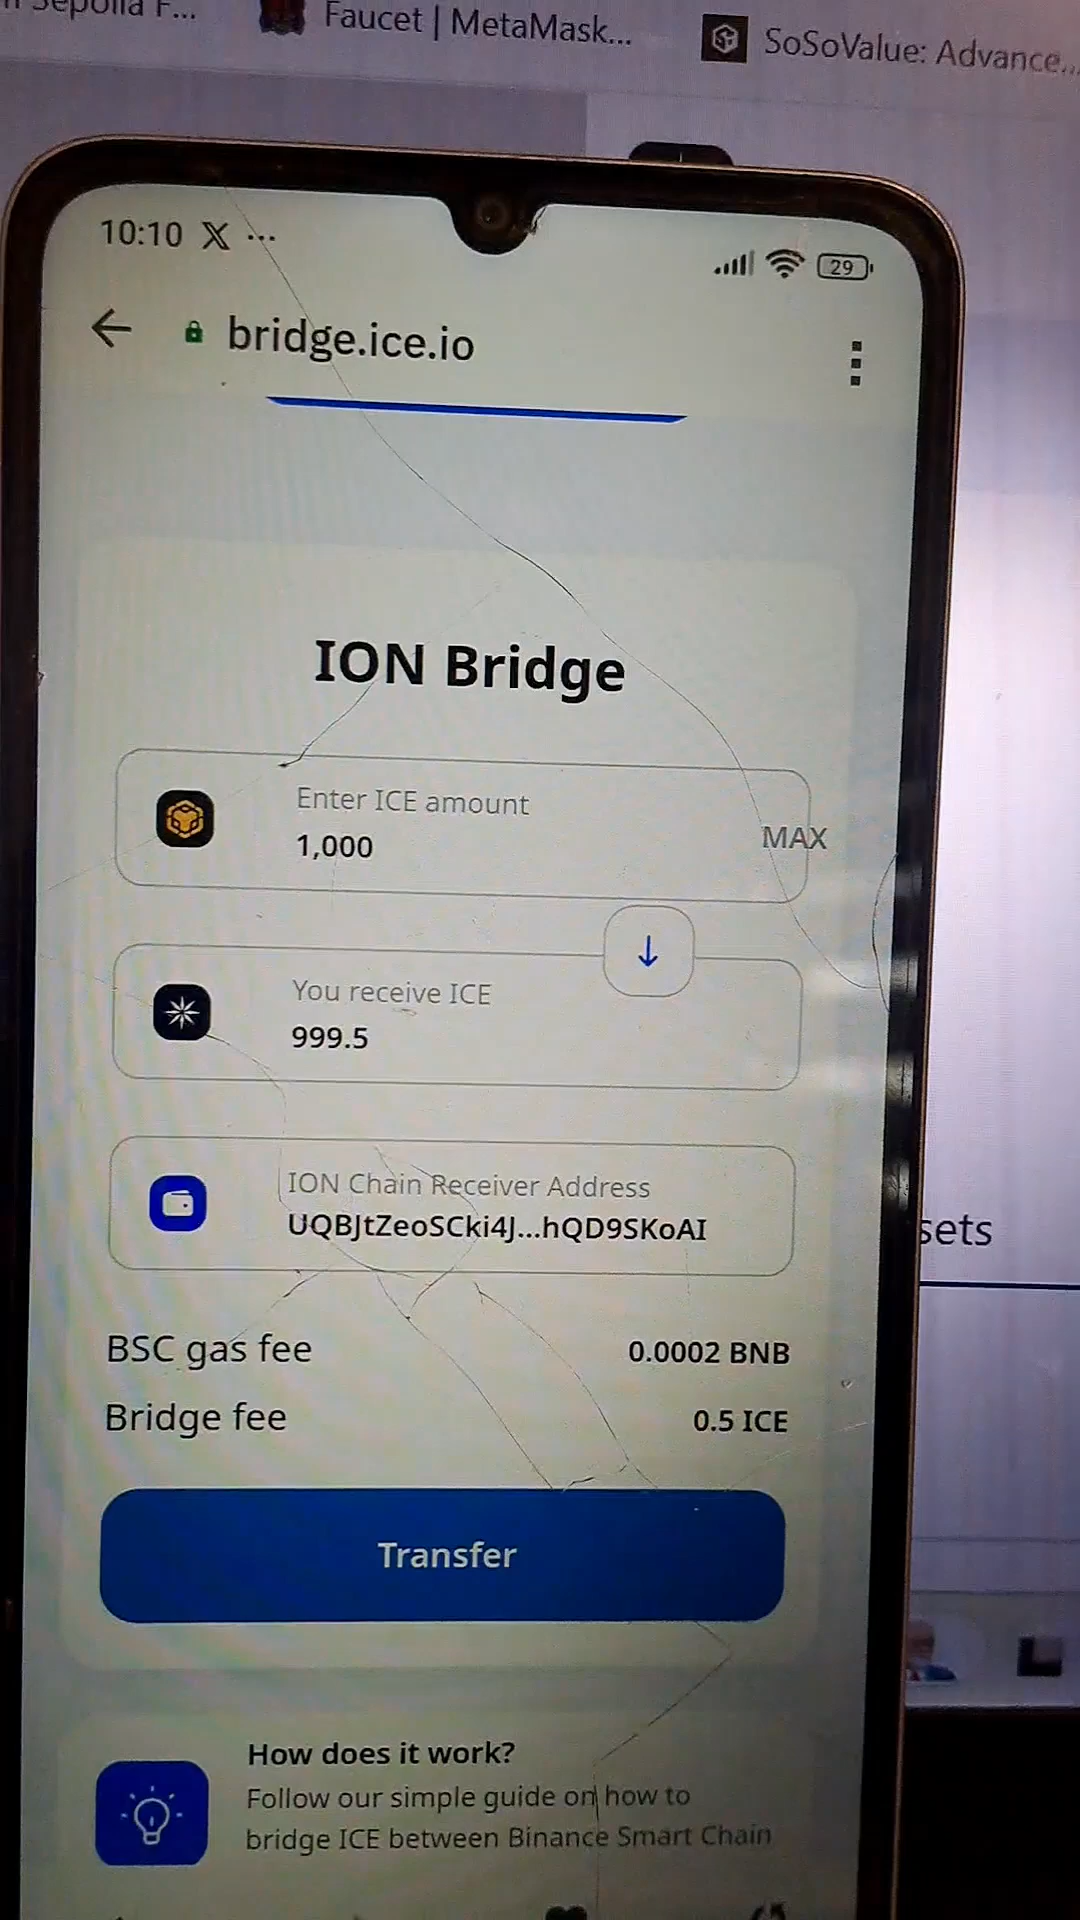 Sepolia F...
Faucet | MetaMask...
SoSoValue: Advance...
10:10 X ...
29
bridge.ice.io
ION Bridge
Enter ICE amount
1,000
MAX
You receive ICE
999.5
ION Chain Receiver Address
UQBJtZeoSCki4J...hQD9SKoAI
sets
BSC gas fee
0.0002 BNB
Bridge fee
0.5 ICE
Transfer
How does it work?
Follow our simple guide on how to
bridge ICE between Binance Smart Chain